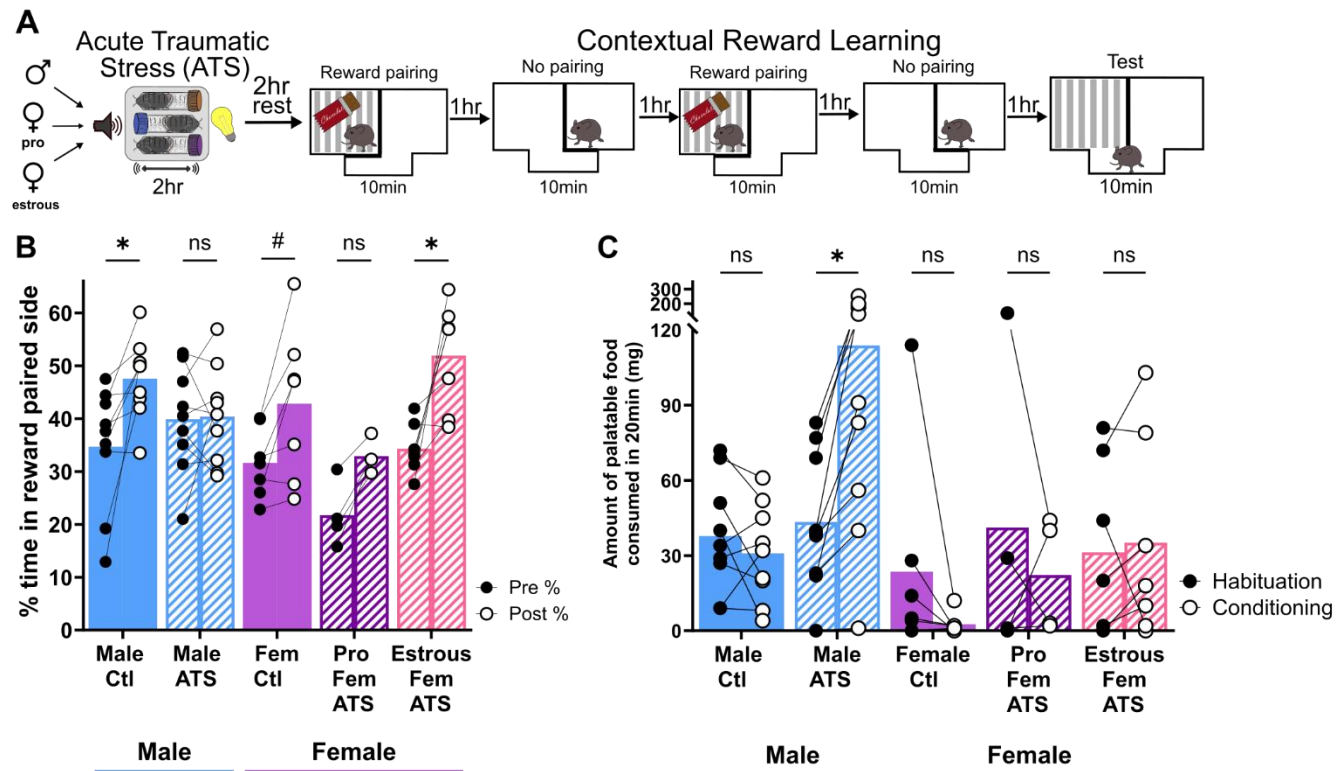 A
Acute Traumatic
Stress (ATS)
Contextual Reward Learning
♂
♀
pro
♀
estrous
2hr
2hr
rest
Reward pairing
Chocolat
10min
1hr
No pairing
10min
1hr
Reward pairing
Chocolat
10min
1hr
No pairing
10min
1hr
Test
10min
B
* ns # ns *
% time in reward paired side
60
50
40
30
20
10
0
Pre %
Post %
Male
Ctl
Male
ATS
Fem
Ctl
Pro
Fem
ATS
Estrous
Fem
ATS
Male
Female
C
ns * ns ns ns
Amount of palatable food
consumed in 20min (mg)
300
200
120
90
60
30
0
Habituation
Conditioning
Male
Ctl
Male
ATS
Female
Ctl
Pro
Fem
ATS
Estrous
Fem
ATS
Male
Female